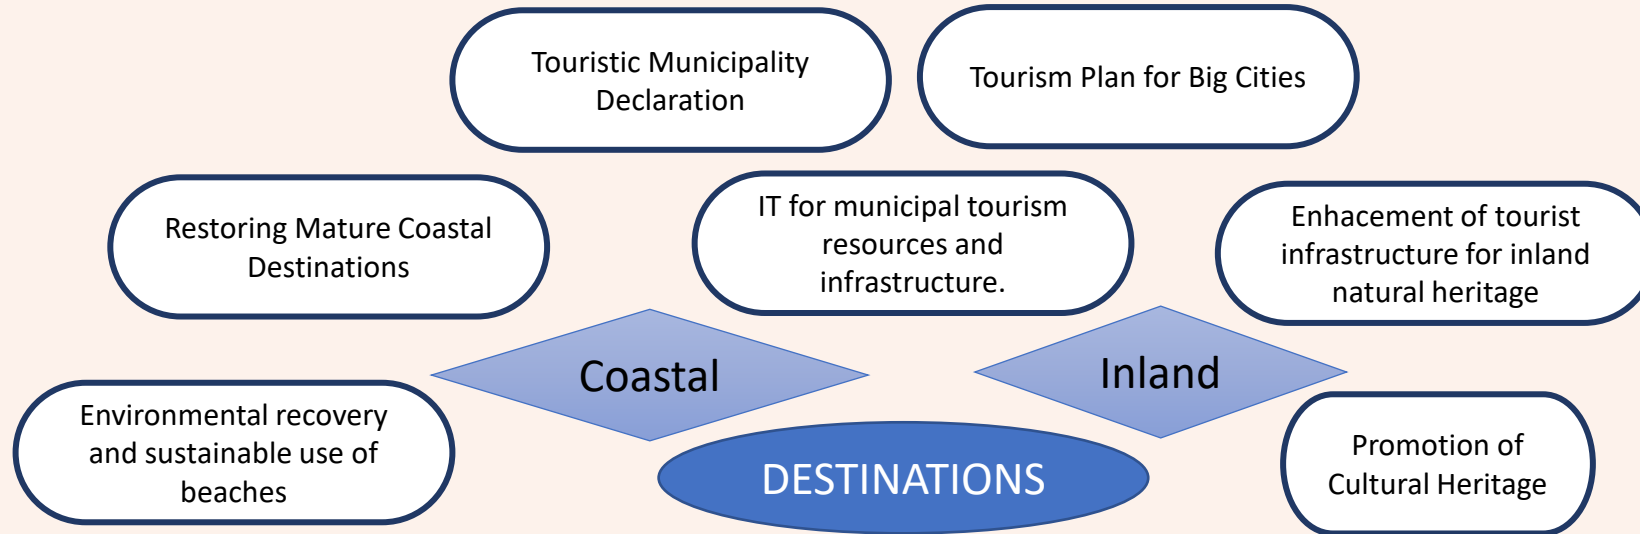 Touristic Municipality
Declaration
Tourism Plan for Big Cities
Restoring Mature Coastal
Destinations
IT for municipal tourism
resources and
infrastructure.
Enhacement of tourist
infrastructure for inland
natural heritage
Coastal
Inland
Environmental recovery
and sustainable use of
beaches
DESTINATIONS
Promotion of
Cultural Heritage